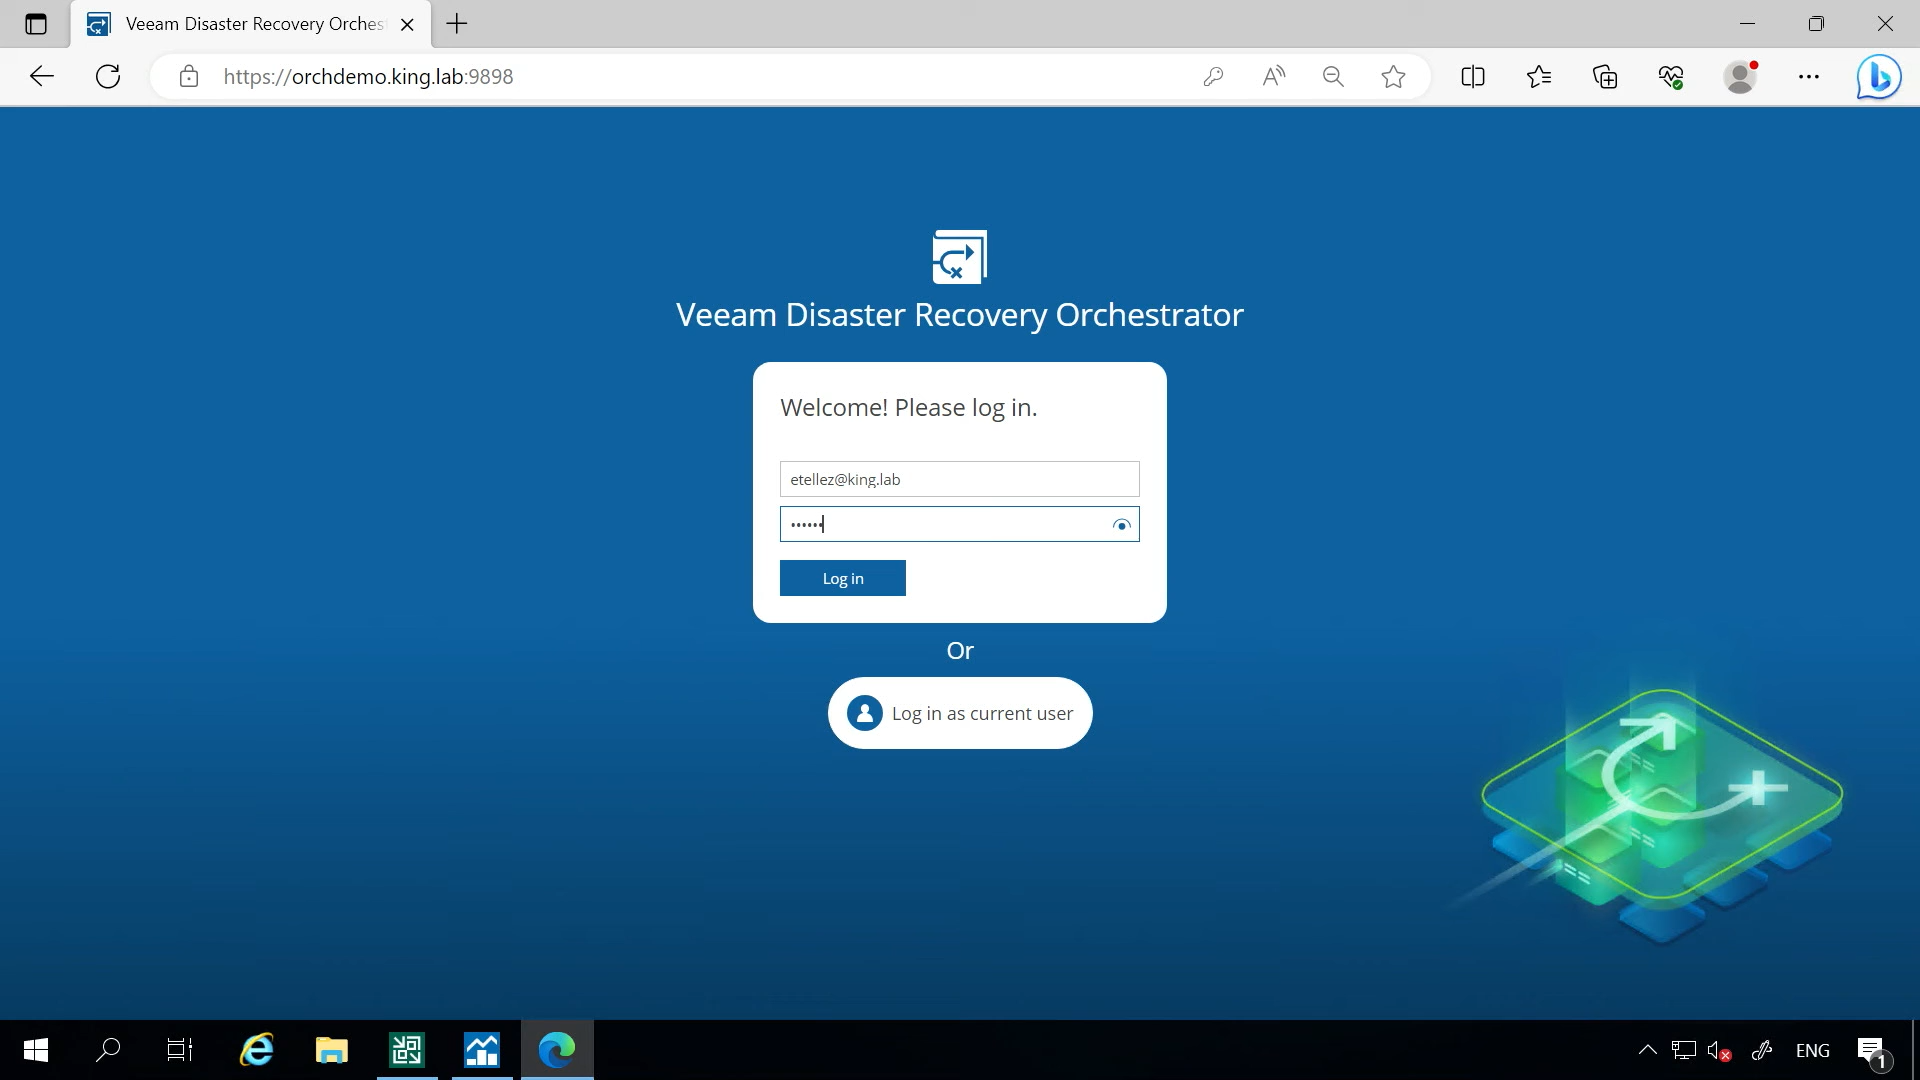 Veeam Disaster Recovery Orches
https://orchdemo.king.lab:9898
Veeam Disaster Recovery Orchestrator
Welcome! Please log in.
etellez@king.lab
••••••
Log in
Or
Log in as current user
ENG
1